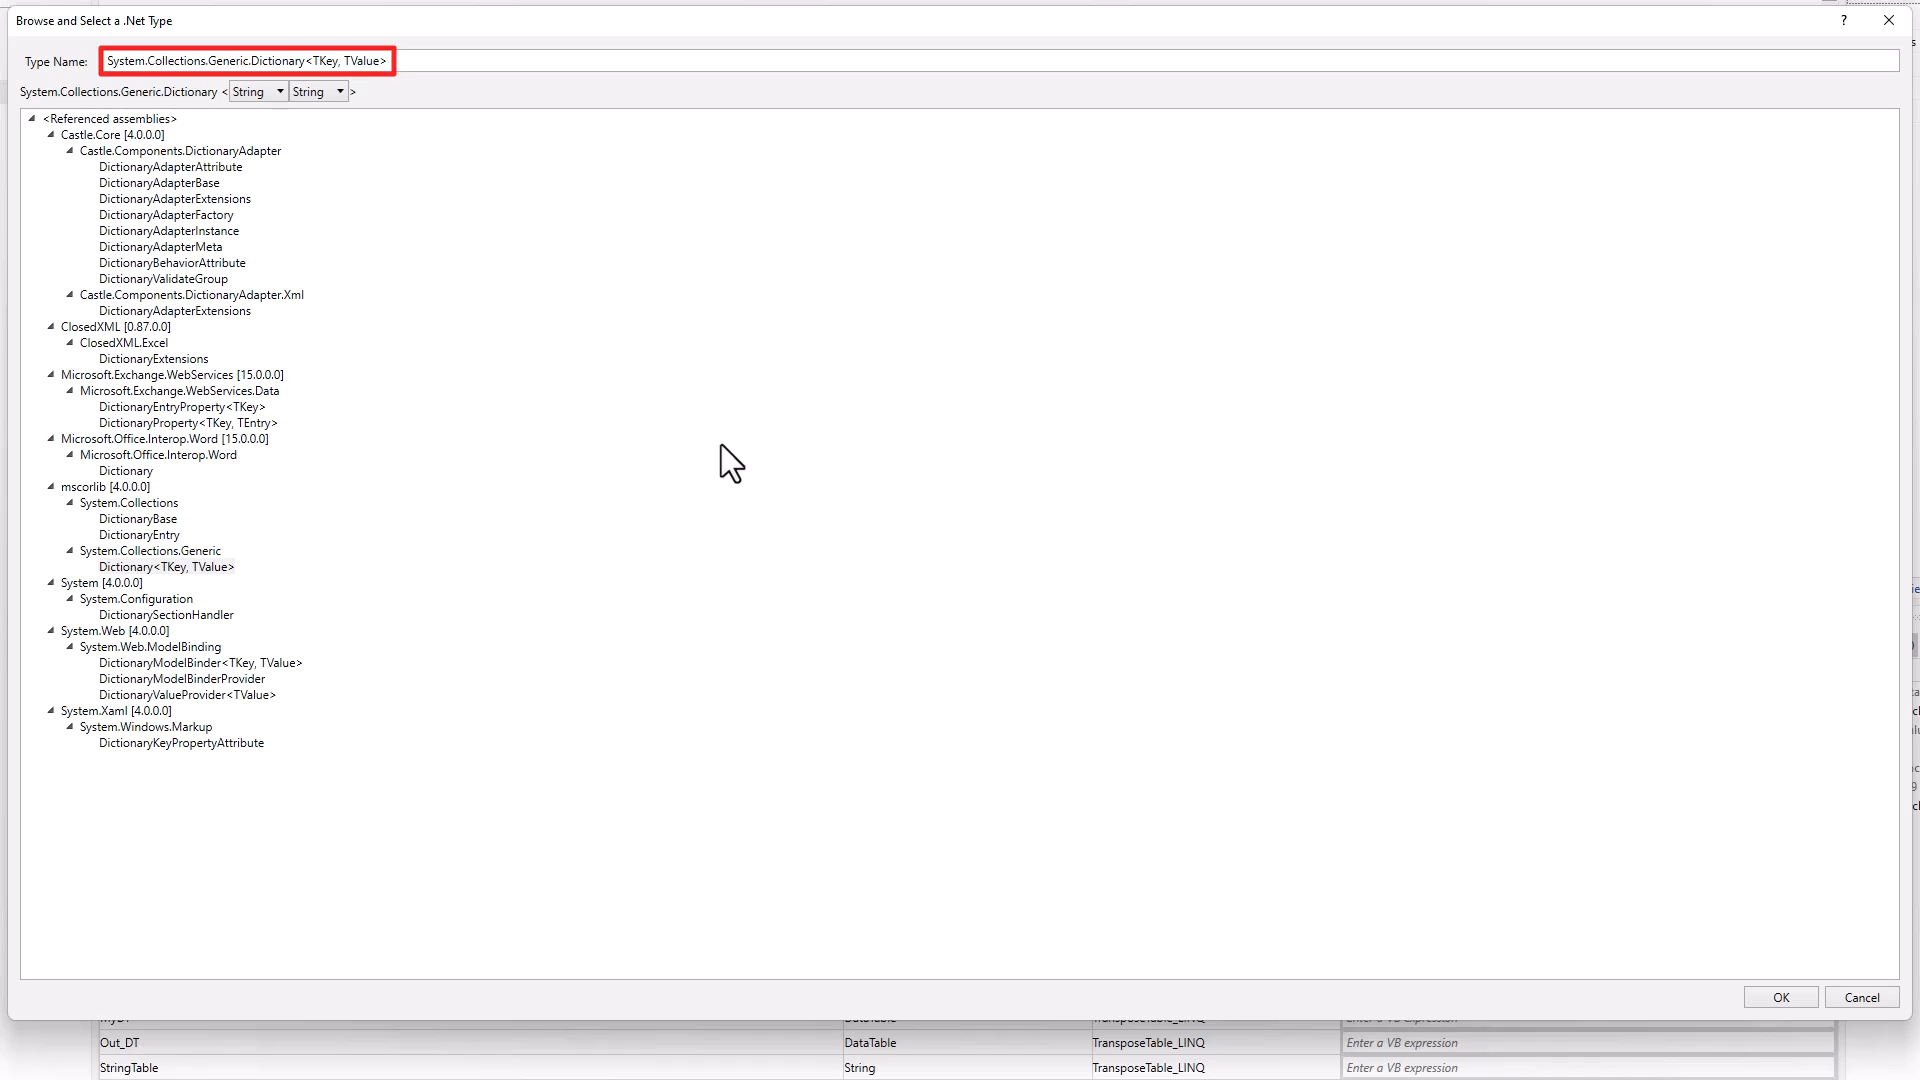 Browse and Select a .Net Type
?
Type Name: System.Collections.Generic.Dictionary<TKey, TValue>
System.Collections.Generic.Dictionary < String String >
<Referenced assemblies>
Castle.Core [4.0.0.0]
Castle.Components.DictionaryAdapter
DictionaryAdapterAttribute
DictionaryAdapterBase
DictionaryAdapterExtensions
DictionaryAdapterFactory
DictionaryAdapterInstance
DictionaryAdapterMeta
DictionaryBehaviorAttribute
DictionaryValidateGroup
Castle.Components.DictionaryAdapter.Xml
DictionaryAdapterExtensions
ClosedXML [0.87.0.0]
ClosedXML.Excel
DictionaryExtensions
Microsoft.Exchange.WebServices [15.0.0.0]
Microsoft.Exchange.WebServices.Data
DictionaryEntryProperty<TKey>
DictionaryProperty<TKey, TEntry>
Microsoft.Office.Interop.Word [15.0.0.0]
Microsoft.Office.Interop.Word
Dictionary
mscorlib [4.0.0.0]
System.Collections
DictionaryBase
DictionaryEntry
System.Collections.Generic
Dictionary<TKey, TValue>
System [4.0.0.0]
System.Configuration
DictionarySectionHandler
System.Web [4.0.0.0]
System.Web.ModelBinding
DictionaryModelBinder<TKey, TValue>
DictionaryModelBinderProvider
DictionaryValueProvider<TValue>
System.Xaml [4.0.0.0]
System.Windows.Markup
DictionaryKeyPropertyAttribute
OK Cancel
Out_DT DataTable TransposeTable_LINQ Enter a VB expression
StringTable String TransposeTable_LINQ Enter a VB expression